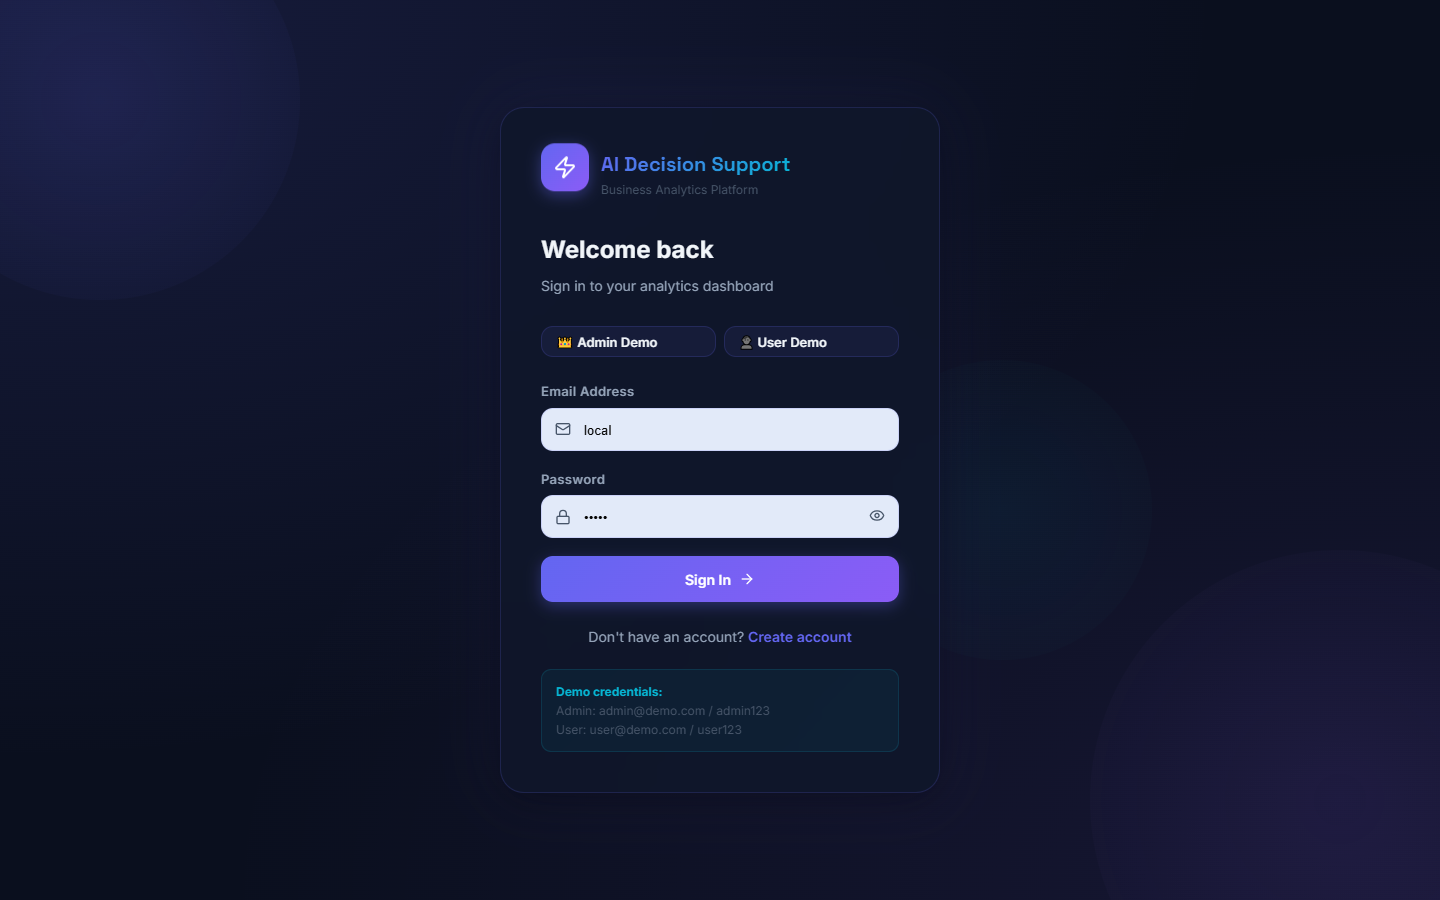 AI Decision Support
Business Analytics Platform
Welcome back
Sign in to your analytics dashboard
Admin Demo
User Demo
Email Address
local
Password
•••••
Sign In →
Don't have an account? Create account
Demo credentials:
Admin: admin@demo.com / admin123
User: user@demo.com / user123